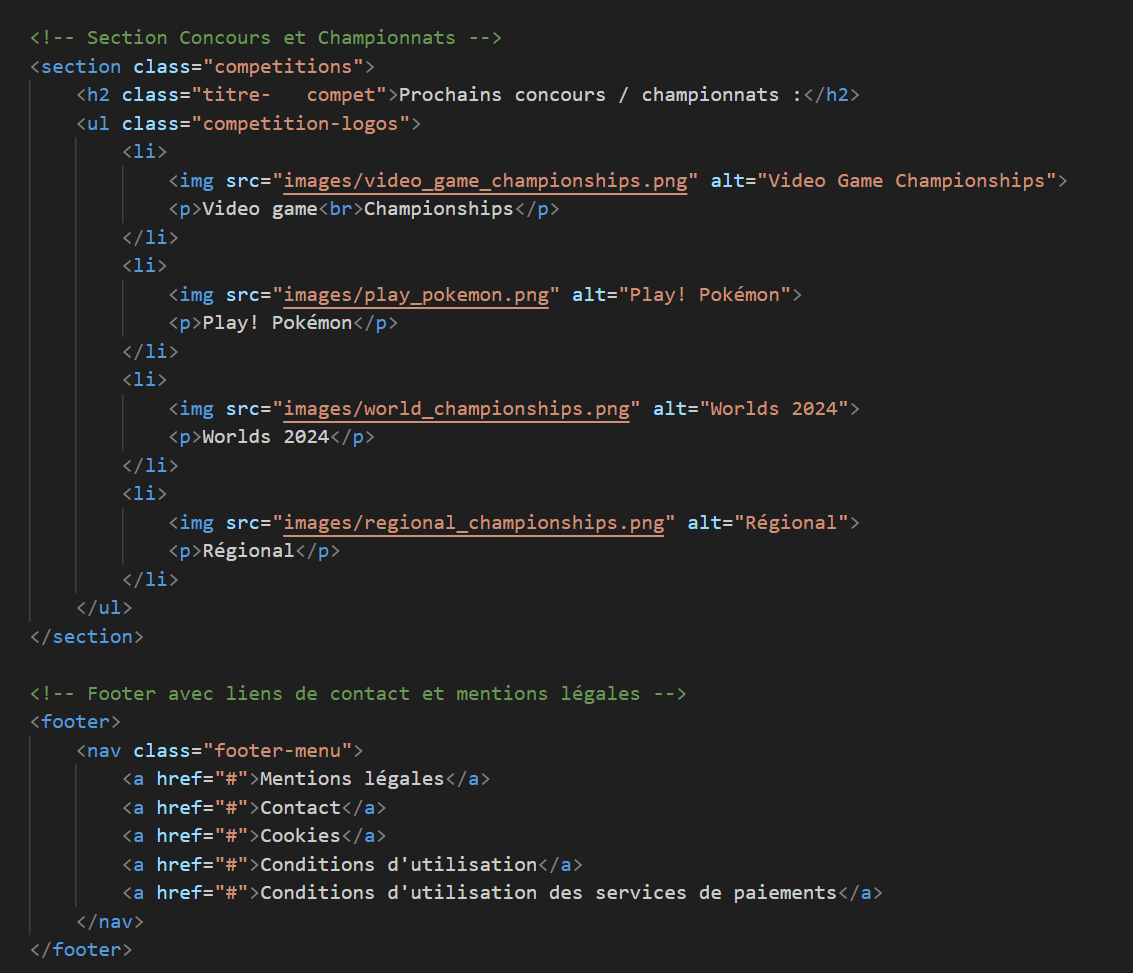 <!-- Section Concours et Championnats -->
<section class="competitions">
    <h2 class="titre-   compet">Prochains concours / championnats :</h2>
    <ul class="competition-logos">
        <li>
            <img src="images/video_game_championships.png" alt="Video Game Championships">
            <p>Video game<br>Championships</p>
        </li>
        <li>
            <img src="images/play_pokemon.png" alt="Play! Pokémon">
            <p>Play! Pokémon</p>
        </li>
        <li>
            <img src="images/world_championships.png" alt="Worlds 2024">
            <p>Worlds 2024</p>
        </li>
        <li>
            <img src="images/regional_championships.png" alt="Régional">
            <p>Régional</p>
        </li>
    </ul>
</section>

<!-- Footer avec liens de contact et mentions légales -->
<footer>
    <nav class="footer-menu">
        <a href="#">Mentions légales</a>
        <a href="#">Contact</a>
        <a href="#">Cookies</a>
        <a href="#">Conditions d'utilisation</a>
        <a href="#">Conditions d'utilisation des services de paiements</a>
    </nav>
</footer>